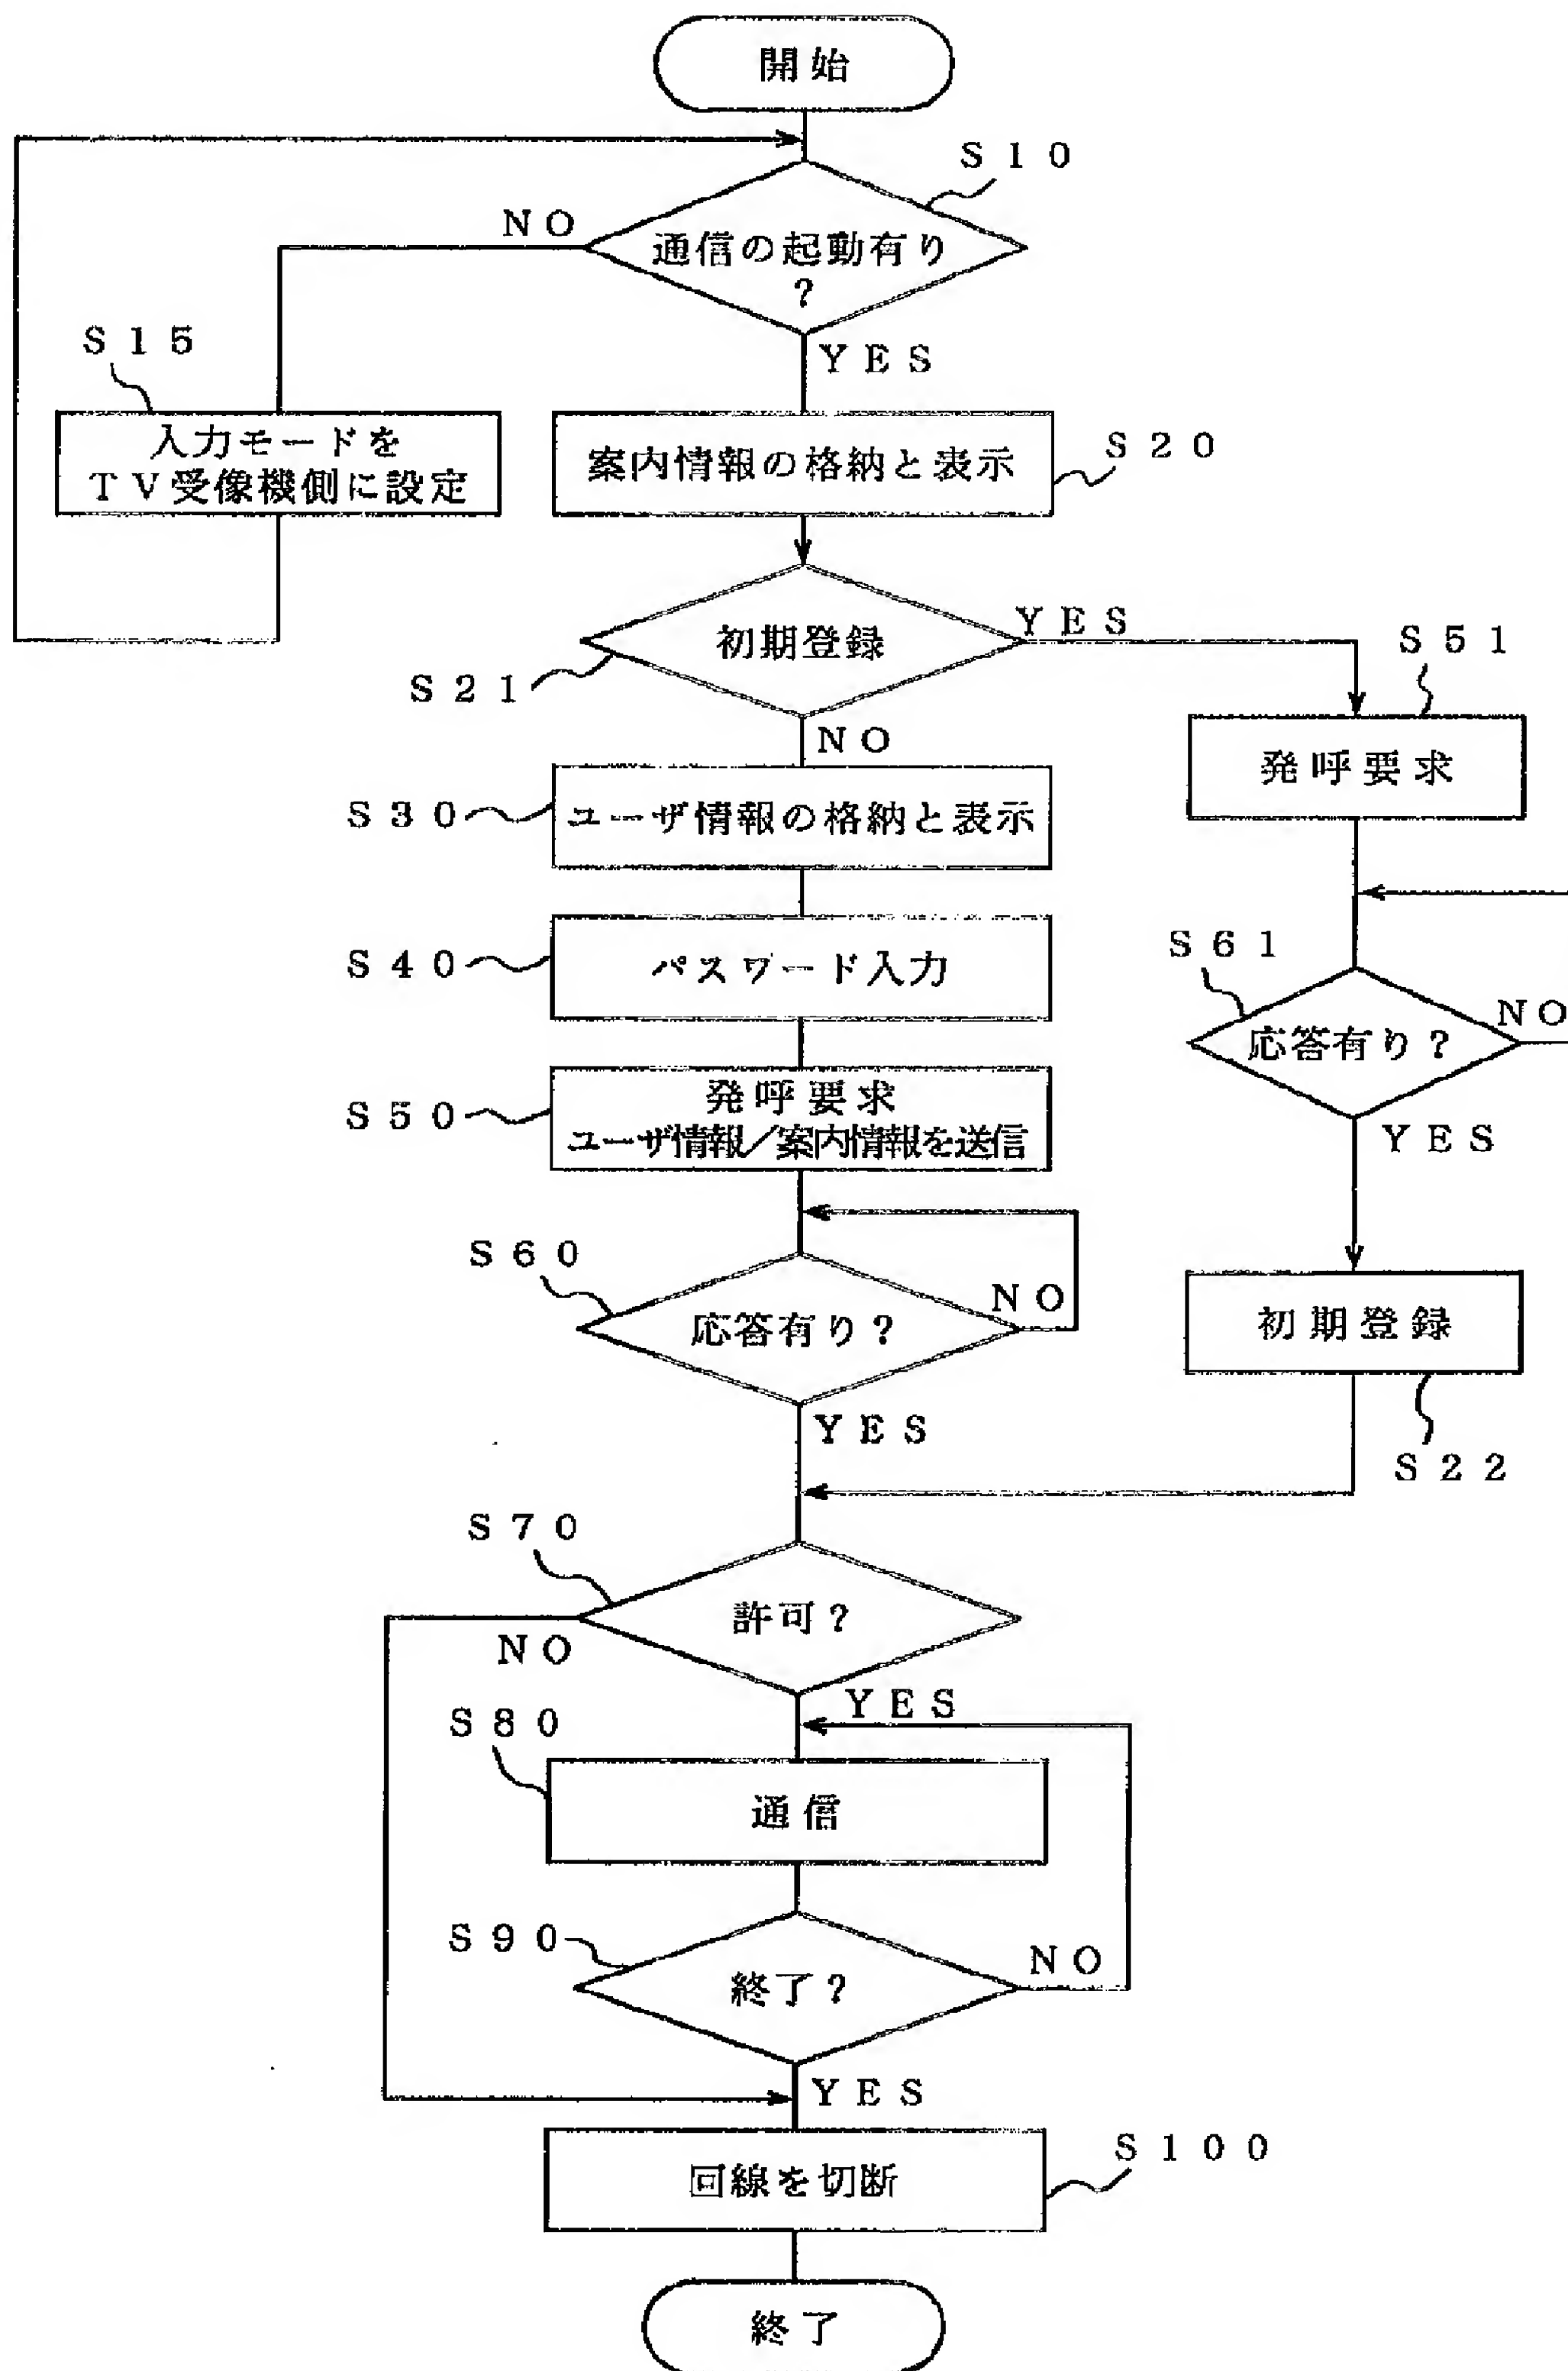 開始
S10
NO
通信の起動有り
?
YES
S15
入力モードを
TV受像機側に設定
案内情報の格納と表示
S20
初期登録
YES
S21
NO
S51
発呼要求
S30
ユーザ情報の格納と表示
S40
パスワード入力
S61
応答有り?
NO
YES
S50
発呼要求
ユーザ情報/案内情報を送信
S60
応答有り?
NO
YES
初期登録
S22
S70
許可?
NO
YES
S80
通信
S90
終了?
NO
YES
回線を切断
S100
終了